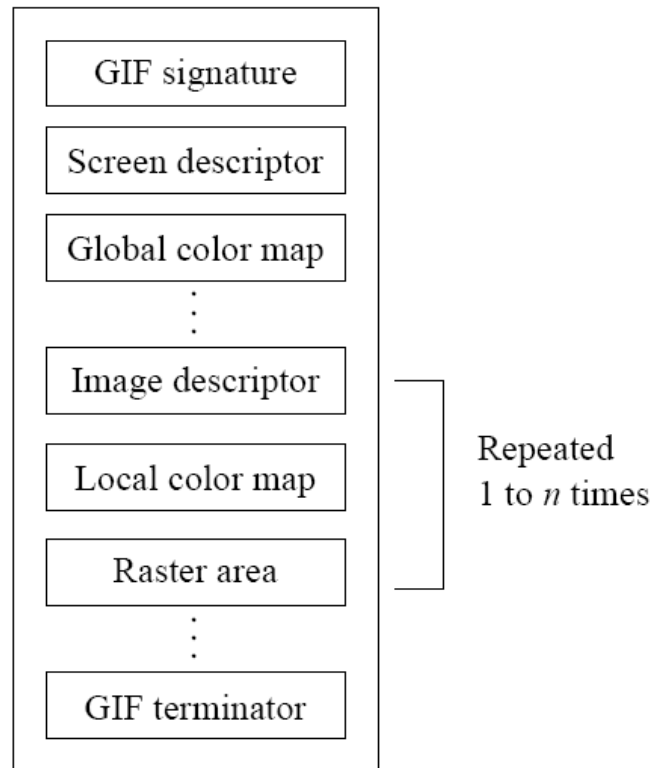 GIF signature
Screen descriptor
Global color map
Image descriptor
Local color map
Raster area
GIF terminator
Repeated
1 to n times